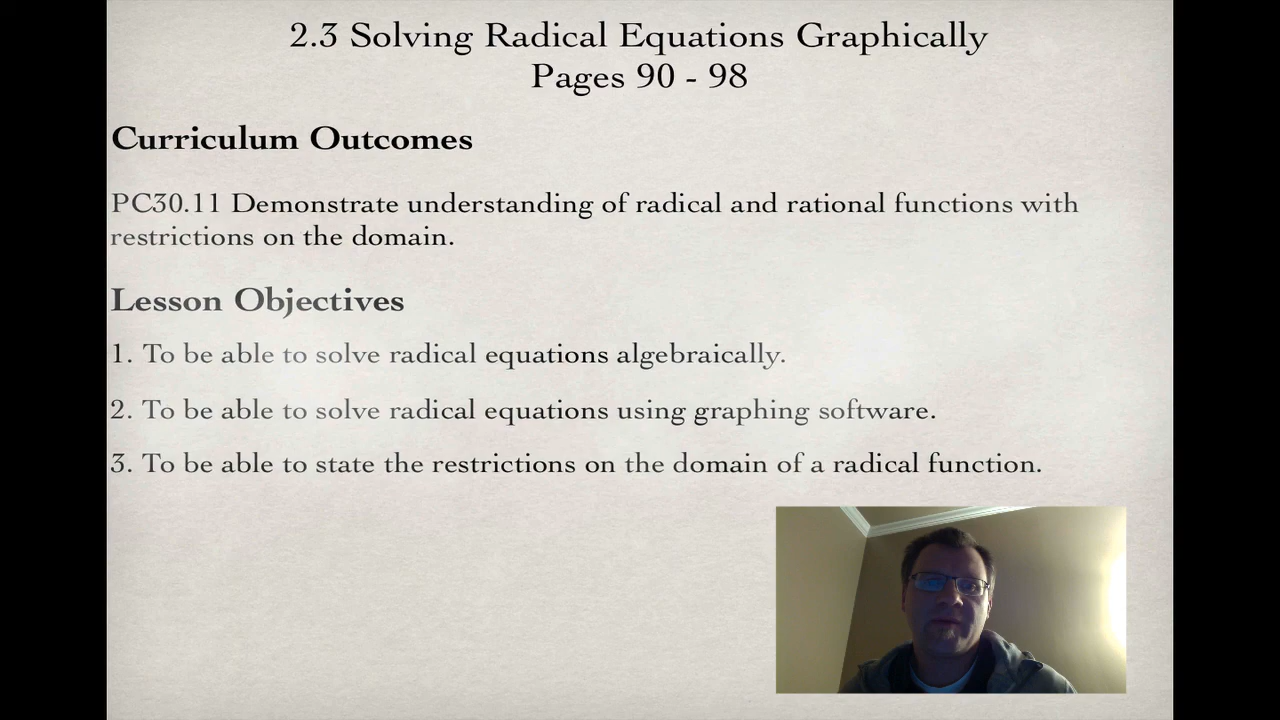 2.3 Solving Radical Equations Graphically
Pages 90 - 98
Curriculum Outcomes
PC30.11 Demonstrate understanding of radical and rational functions with
restrictions on the domain.
Lesson Objectives
1. To be able to solve radical equations algebraically.
2. To be able to solve radical equations using graphing software.
3. To be able to state the restrictions on the domain of a radical function.